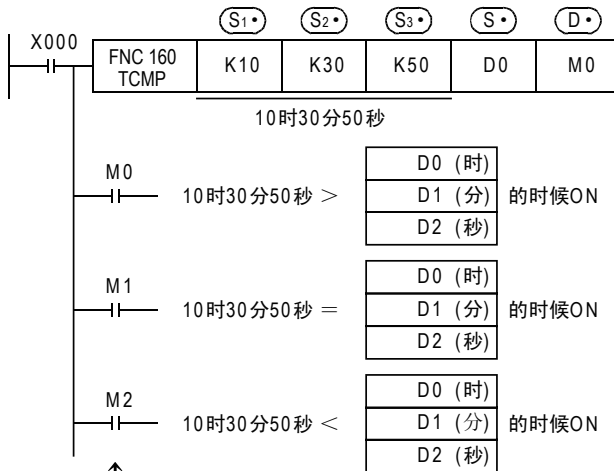 S1· S2· S3· S· D·
X000
FNC 160
TCMP
K10 K30 K50 D0 M0
10时30分50秒
M0
10时30分50秒 >
D0 (时)
D1 (分)
D2 (秒)
的时候ON
M1
10时30分50秒 =
D0 (时)
D1 (分)
D2 (秒)
的时候ON
M2
10时30分50秒 <
D0 (时)
D1 (分)
D2 (秒)
的时候ON